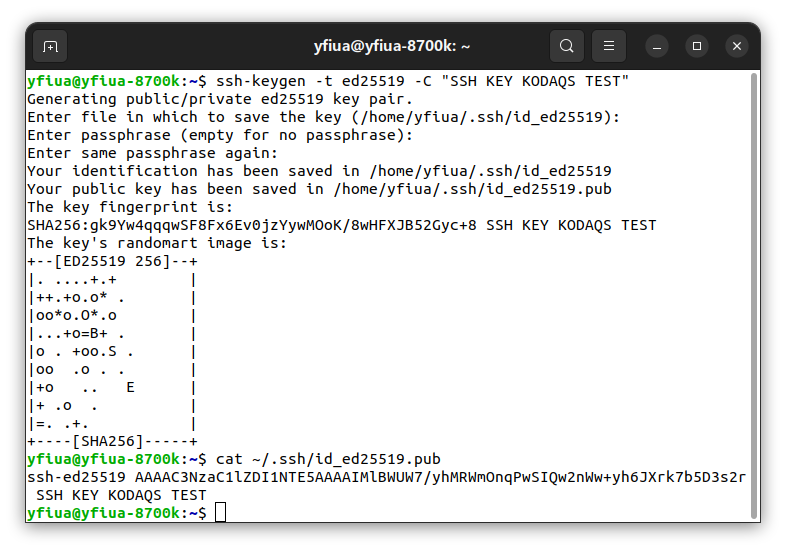 yfiua@yfiua-8700k: ~
yfiua@yfiua-8700k:~$ ssh-keygen -t ed25519 -C "SSH KEY KODAQS TEST"
Generating public/private ed25519 key pair.
Enter file in which to save the key (/home/yfiua/.ssh/id_ed25519):
Enter passphrase (empty for no passphrase):
Enter same passphrase again:
Your identification has been saved in /home/yfiua/.ssh/id_ed25519
Your public key has been saved in /home/yfiua/.ssh/id_ed25519.pub
The key fingerprint is:
SHA256:gk9Yw4qqqwSF8Fx6Ev0jzYywMOoK/8wHFXJB52Gyc+8 SSH KEY KODAQS TEST
The key's randomart image is:
+--[ED25519 256]--+
|. ....+.+        |
|++.+o.o* .       |
|oo*o.O*.o        |
|...+o=B+ .       |
|o . +oo.S .      |
|oo  .o . .       |
|+o   ..   E      |
|+ .o  .          |
|=. .+.           |
+----[SHA256]-----+
yfiua@yfiua-8700k:~$ cat ~/.ssh/id_ed25519.pub
ssh-ed25519 AAAAC3NzaC1lZDI1NTE5AAAAIMlBWUW7/yhMRWmOnqPwSIQw2nWw+yh6JXrk7b5D3s2r
 SSH KEY KODAQS TEST
yfiua@yfiua-8700k:~$